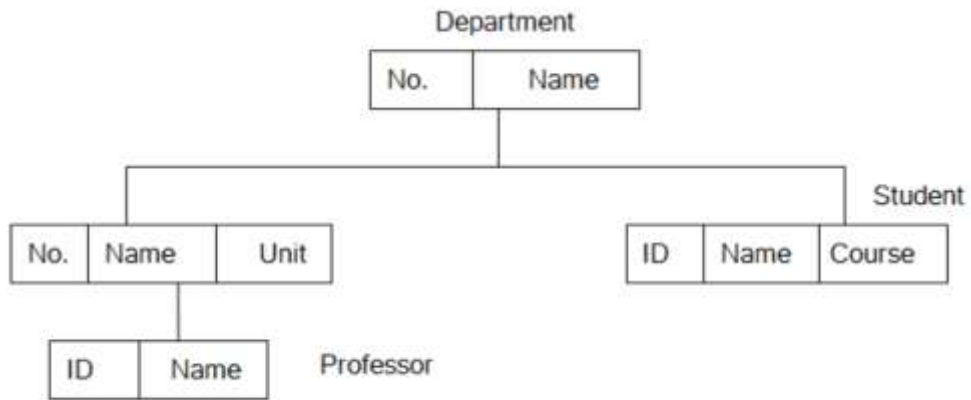 Department
No. Name
Student
No. Name Unit
ID Name Course
ID Name Professor